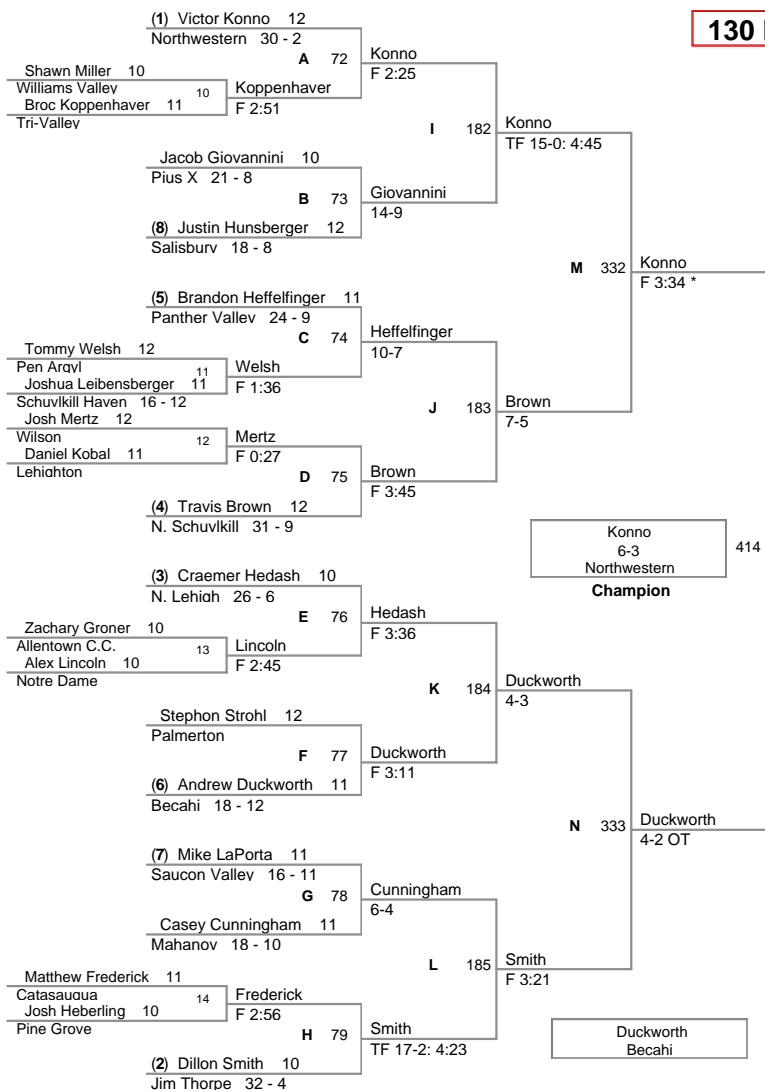 (1) Victor Konno 12
130
Northwestern 30 - 2
A 72
Konno
F 2:25
Shawn Miller 10
Williams Valley
10
Koppenhaver
F 2:51
Broc Koppenhaver 11
Tri-Valley
I 182
Konno
TF 15-0: 4:45
Jacob Giovannini 10
Pius X 21 - 8
B 73
Giovannini
14-9
(8) Justin Hunsberger 12
Salisbury 18 - 8
M 332
Konno
F 3:34 *
(5) Brandon Heffelfinger 11
Panther Valley 24 - 9
C 74
Heffelfinger
10-7
Tommy Welsh 12
Pen Argyl
11
Welsh
F 1:36
Joshua Leibensberger 11
Schuylkill Haven 16 - 12
J 183
Brown
7-5
Josh Mertz 12
Wilson
12
Mertz
F 0:27
Daniel Kobal 11
Lehighton
D 75
Brown
F 3:45
(4) Travis Brown 12
N. Schuylkill 31 - 9
Konno
6-3
Northwestern
414
Champion
(3) Craemer Hedash 10
N. Lehigh 26 - 6
E 76
Hedash
F 3:36
Zachary Groner 10
Allentown C.C.
13
Lincoln
F 2:45
Alex Lincoln 10
Notre Dame
K 184
Duckworth
4-3
Stephon Strohl 12
Palmerton
F 77
Duckworth
F 3:11
(6) Andrew Duckworth 11
Becahi 18 - 12
N 333
Duckworth
4-2 OT
(7) Mike LaPorta 11
Saucon Valley 16 - 11
G 78
Cunningham
6-4
Casey Cunningham 11
Mahanoy 18 - 10
L 185
Smith
F 3:21
Matthew Frederick 11
Catasauqua
14
Frederick
F 2:56
Josh Heberling 10
Pine Grove
H 79
Smith
TF 17-2: 4:23
(2) Dillon Smith 10
Jim Thorpe 32 - 4
Duckworth
Becahi